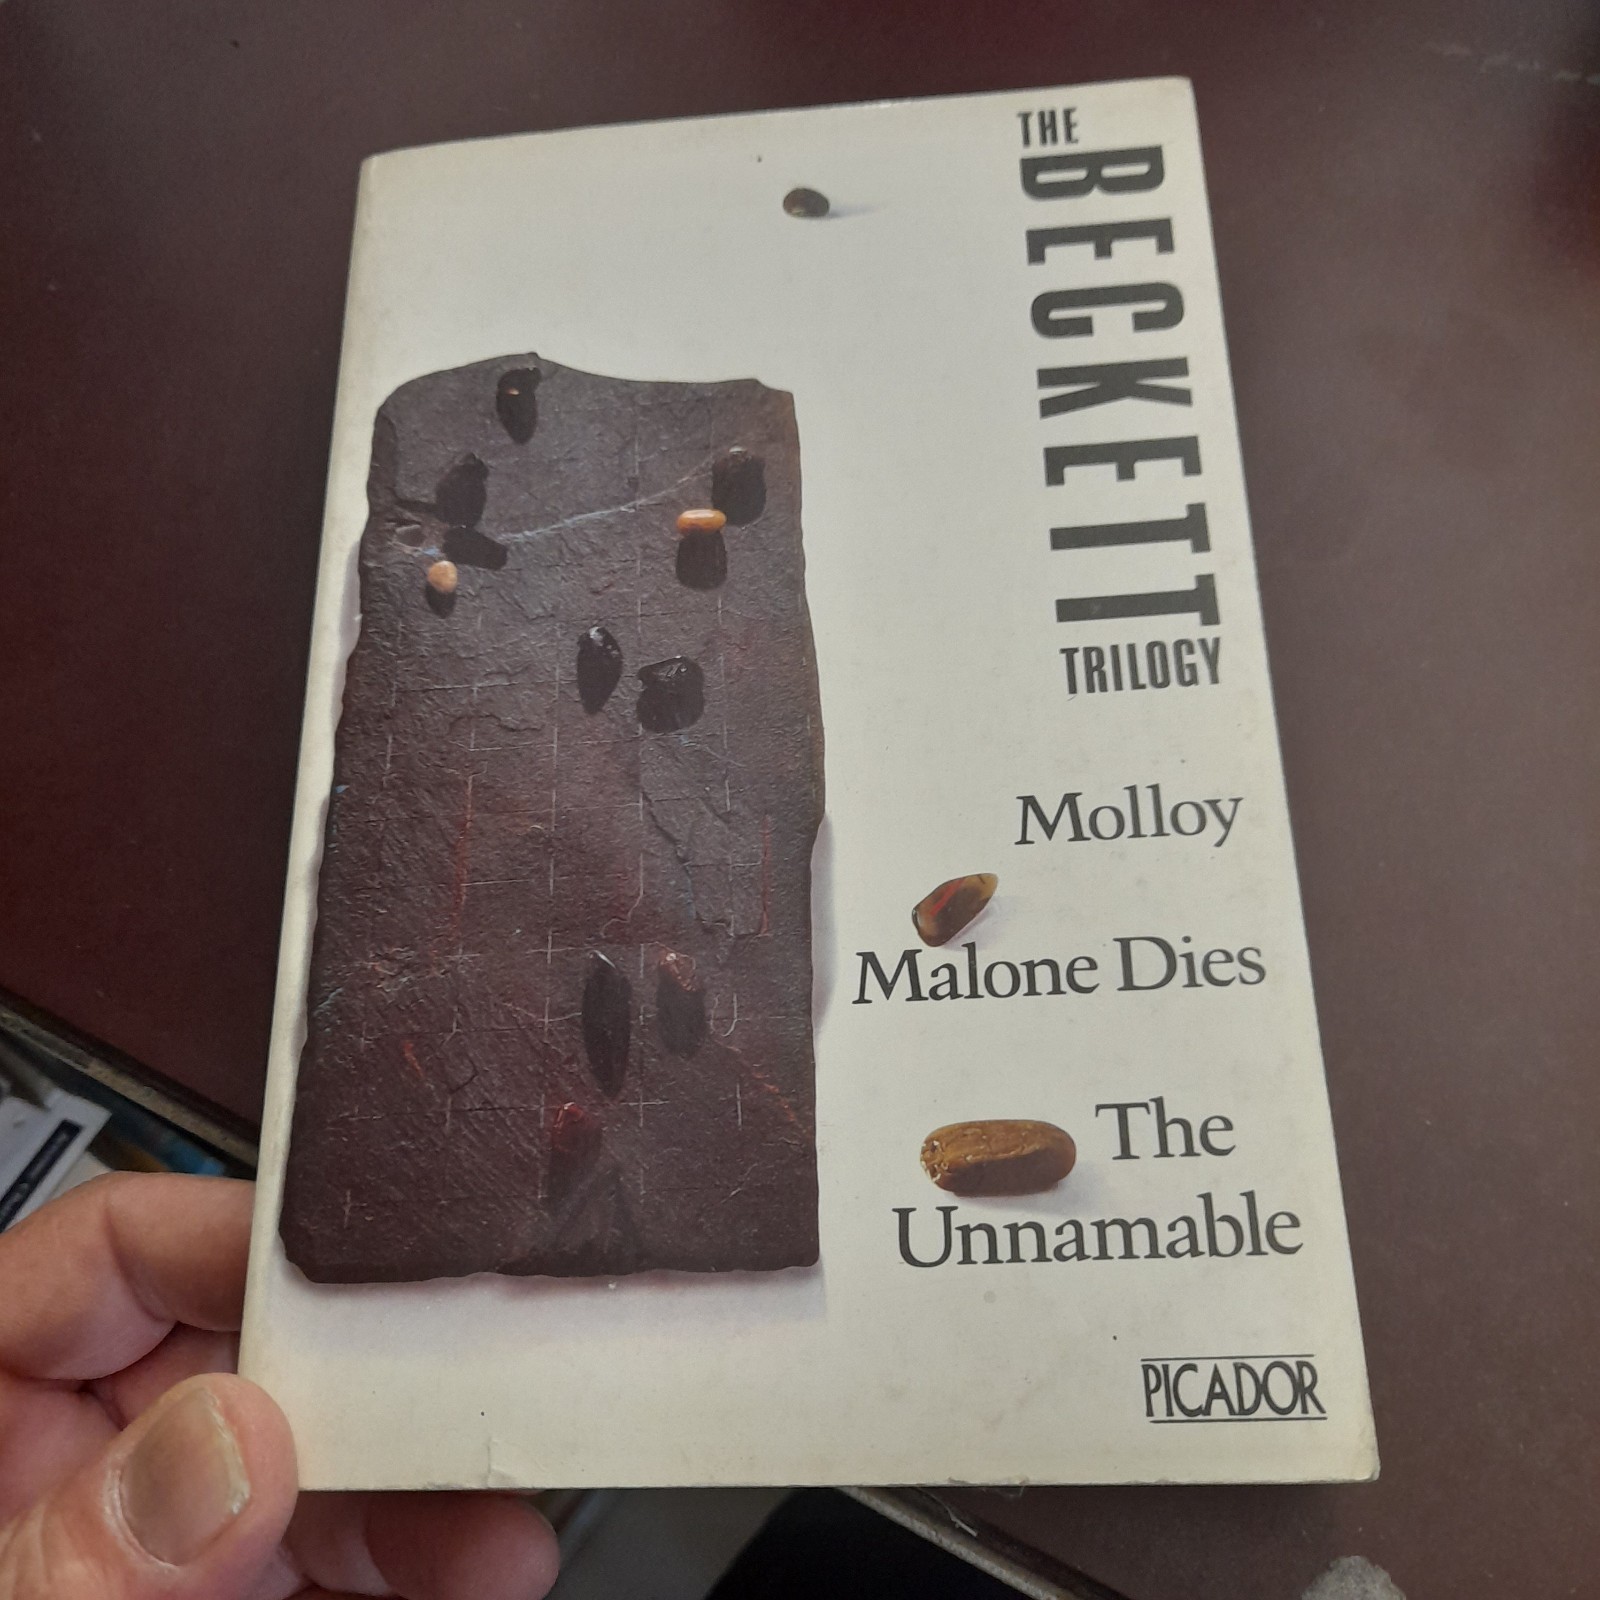 THE
BECKETT
TRILOGY
Molloy
Malone Dies
The
Unnamable
PICADOR